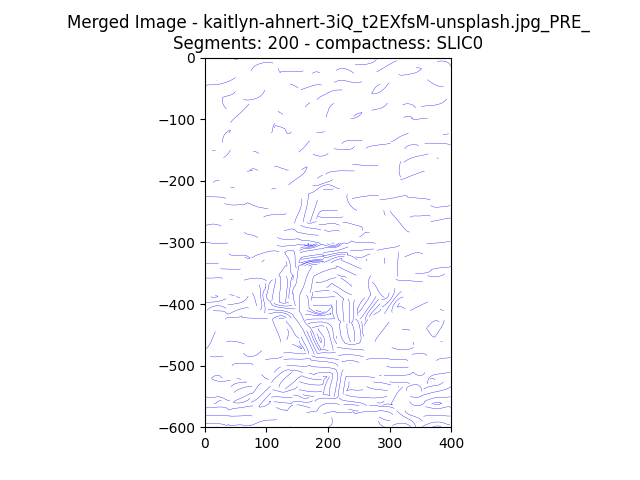 Merged Image - kaitlyn-ahnert-3iQ_t2EXfsM-unsplash.jpg_PRE_
Segments: 200 - compactness: SLIC0
0
−100
−200
−300
−400
−500
−600
0 100 200 300 400